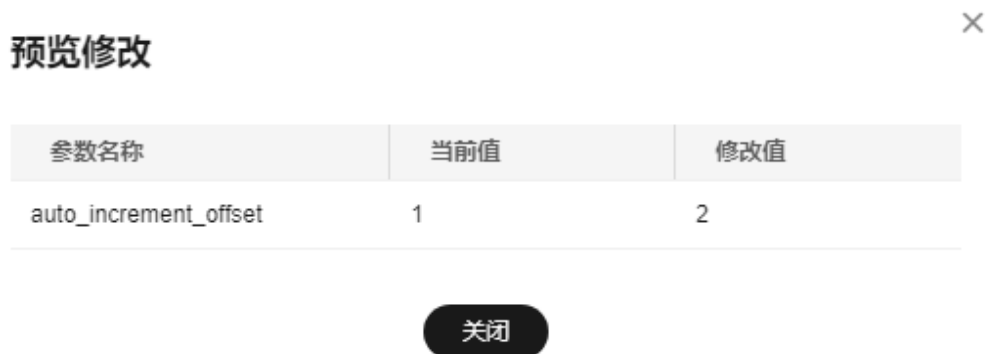 预览修改
参数名称 当前值 修改值
auto_increment_offset 1 2
关闭